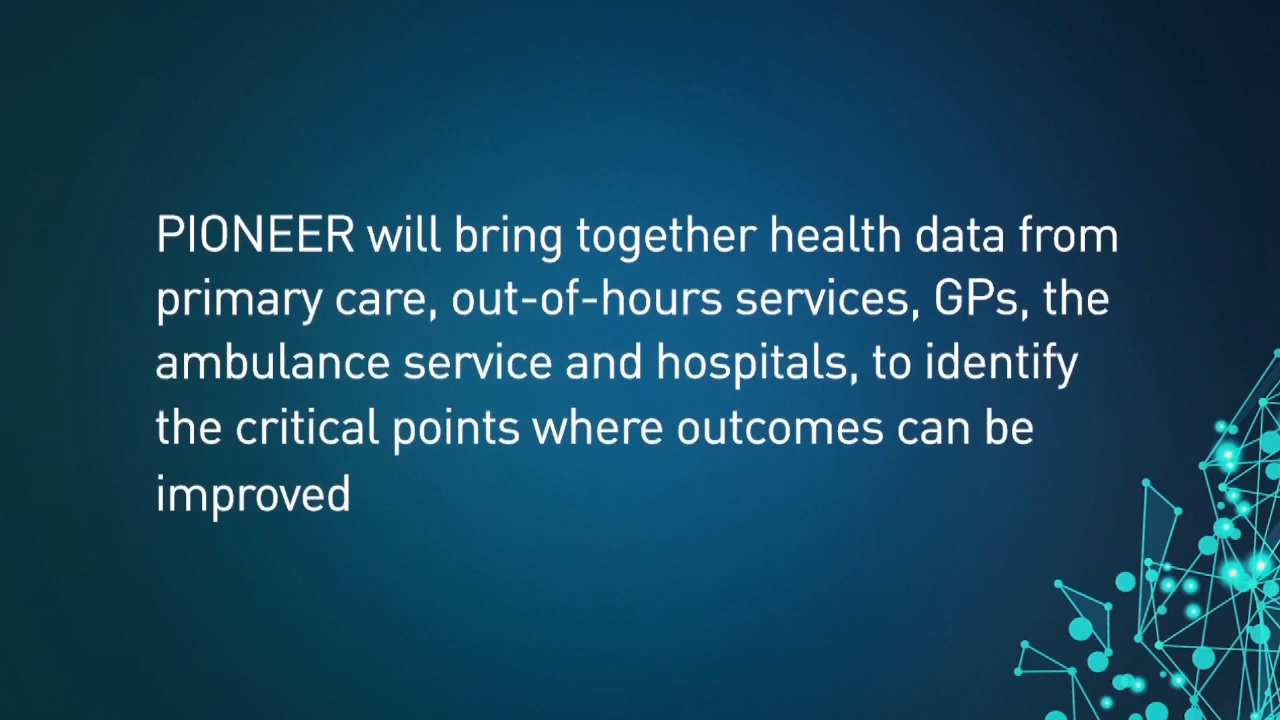 PIONEER will bring together health data from
primary care, out-of-hours services, GPs, the
ambulance service and hospitals, to identify
the critical points where outcomes can be
improved